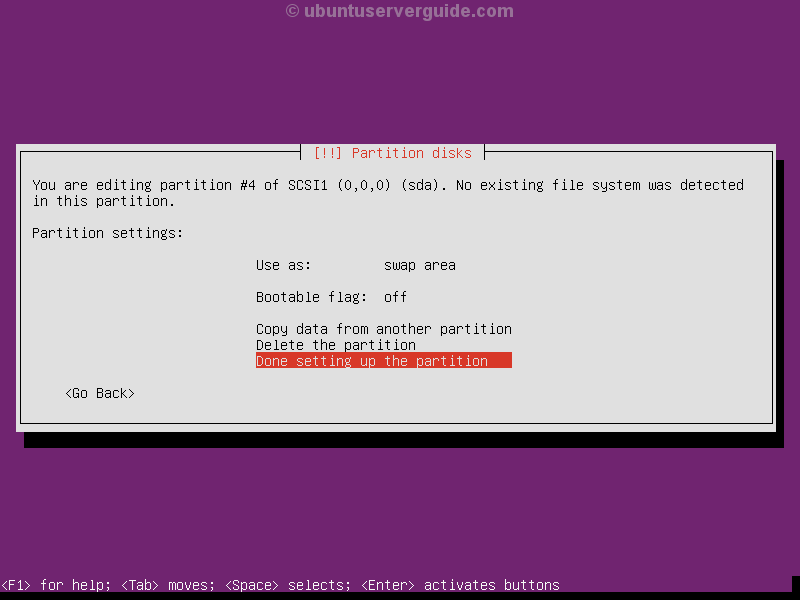 © ubuntuserverguide.com
[!!] Partition disks
You are editing partition #4 of SCSI1 (0,0,0) (sda). No existing file system was detected
in this partition.
Partition settings:
Use as: swap area
Bootable flag: off
Copy data from another partition
Delete the partition
Done setting up the partition
<Go Back>
<F1> for help; <Tab> moves; <Space> selects; <Enter> activates buttons